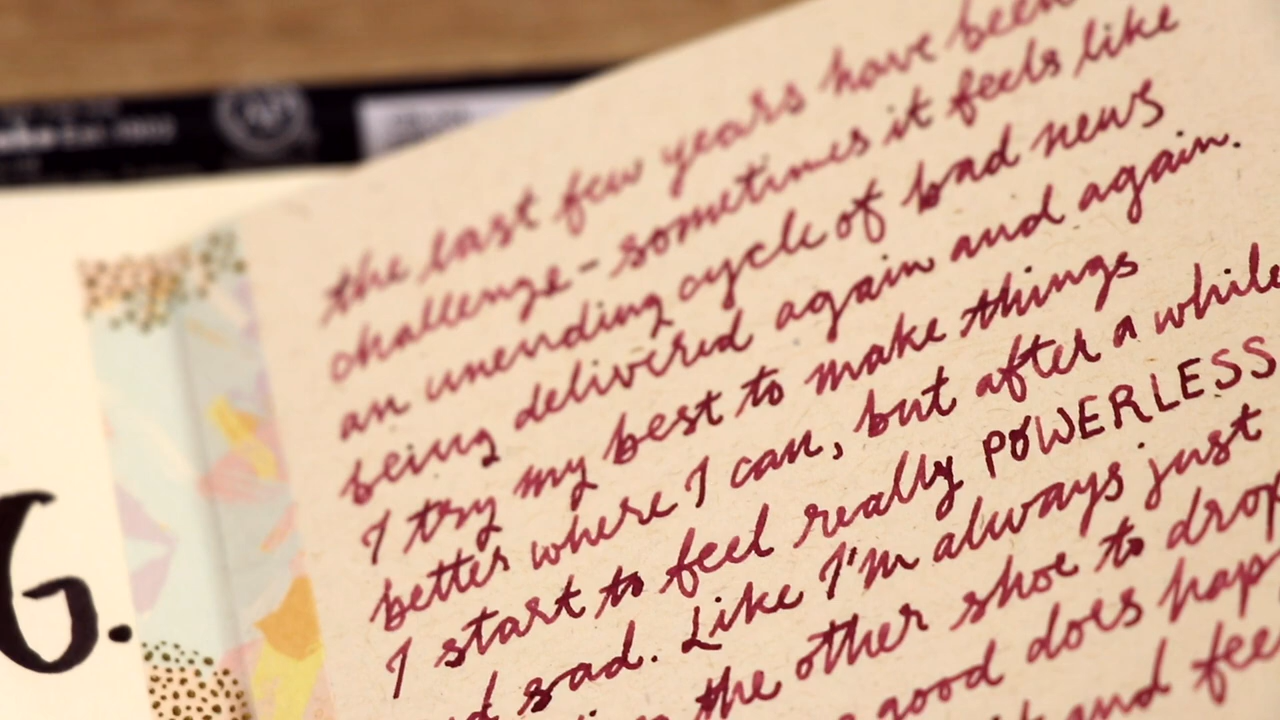 the last few years have been
challenge - sometimes it feels like
an unending cycle of bad news
being delivered again and again.
I try my best to make things
better where I can, but after a while
I start to feel really POWERLESS
sad. Like I'm always just
the other shoe to drop
good does hap
and fee
G.